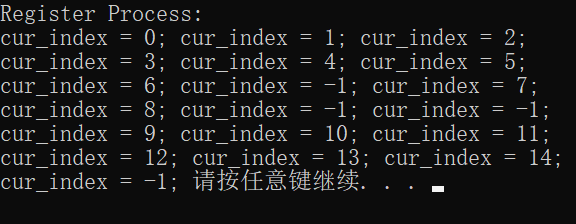 Register Process:
cur_index = 0; cur_index = 1; cur_index = 2;
cur_index = 3; cur_index = 4; cur_index = 5;
cur_index = 6; cur_index = -1; cur_index = 7;
cur_index = 8; cur_index = -1; cur_index = -1;
cur_index = 9; cur_index = 10; cur_index = 11;
cur_index = 12; cur_index = 13; cur_index = 14;
cur_index = -1; 请按任意键继续. . .